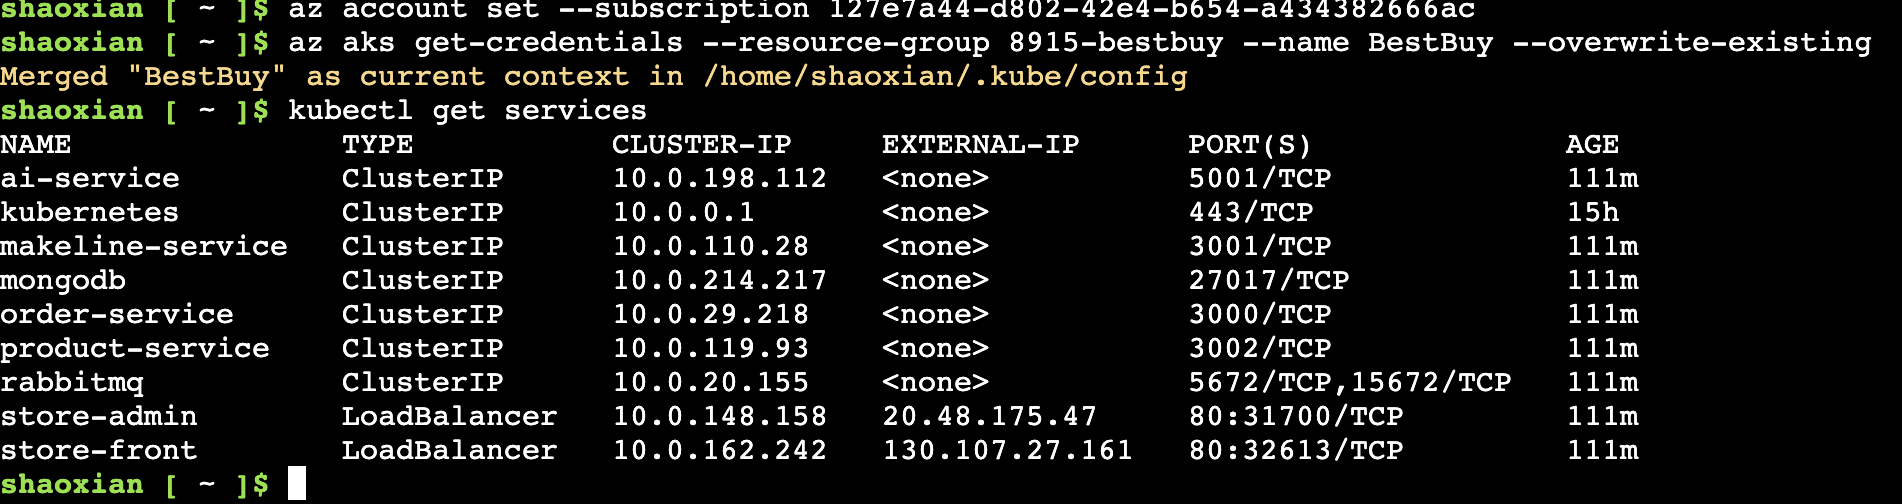 shaoxian [ ~ ]$ az account set --subscription 127e7a44-d802-42e4-b654-a434382666ac
shaoxian [ ~ ]$ az aks get-credentials --resource-group 8915-bestbuy --name BestBuy --overwrite-existing
Merged "BestBuy" as current context in /home/shaoxian/.kube/config
shaoxian [ ~ ]$ kubectl get services
NAME TYPE CLUSTER-IP EXTERNAL-IP PORT(S) AGE
ai-service ClusterIP 10.0.198.112 <none> 5001/TCP 111m
kubernetes ClusterIP 10.0.0.1 <none> 443/TCP 15h
makeline-service ClusterIP 10.0.110.28 <none> 3001/TCP 111m
mongodb ClusterIP 10.0.214.217 <none> 27017/TCP 111m
order-service ClusterIP 10.0.29.218 <none> 3000/TCP 111m
product-service ClusterIP 10.0.119.93 <none> 3002/TCP 111m
rabbitmq ClusterIP 10.0.20.155 <none> 5672/TCP,15672/TCP 111m
store-admin LoadBalancer 10.0.148.158 20.48.175.47 80:31700/TCP 111m
store-front LoadBalancer 10.0.162.242 130.107.27.161 80:32613/TCP 111m
shaoxian [ ~ ]$